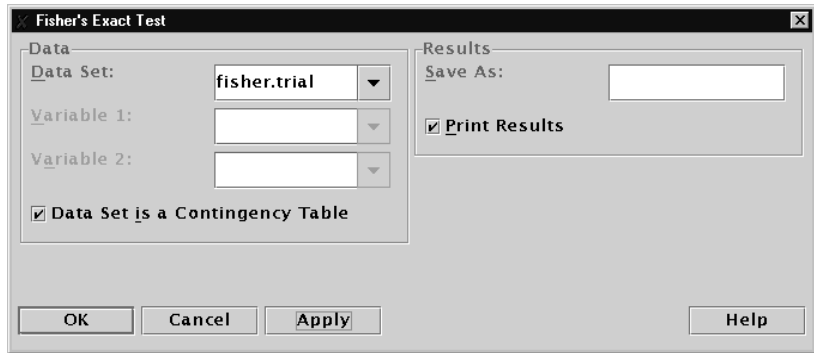 Fisher's Exact Test
Data
Data Set:
fisher.trial
Variable 1:
Variable 2:
Data Set is a Contingency Table
Results
Save As:
Print Results
OK
Cancel
Apply
Help